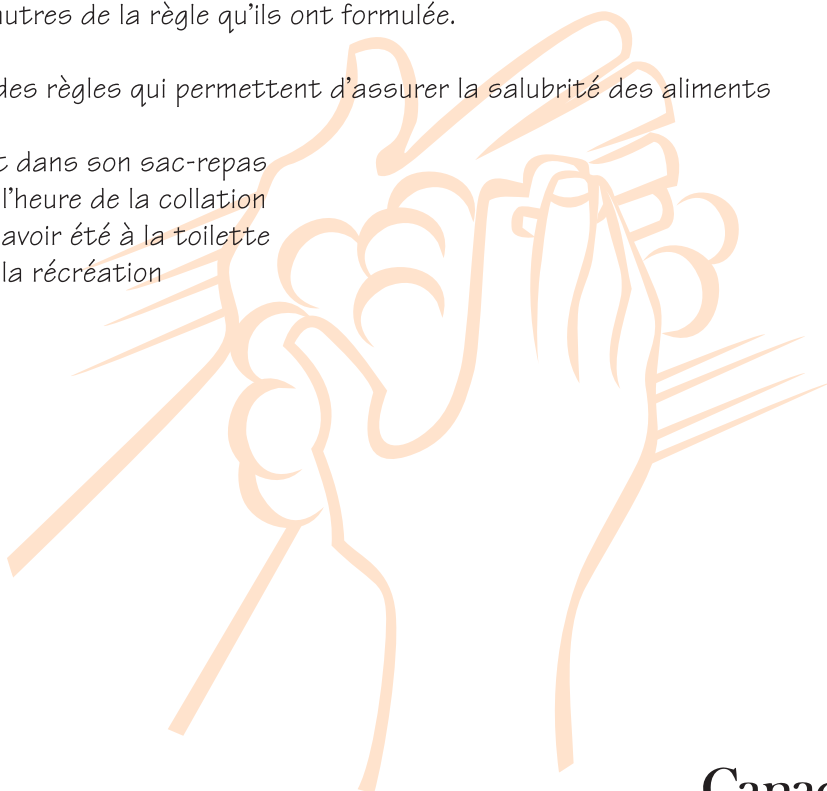 autres de la règle qu'ils ont formulée.
des règles qui permettent d'assurer la salubrité des aliments
t dans son sac-repas
l'heure de la collation
avoir été à la toilette
la récréation
Canad